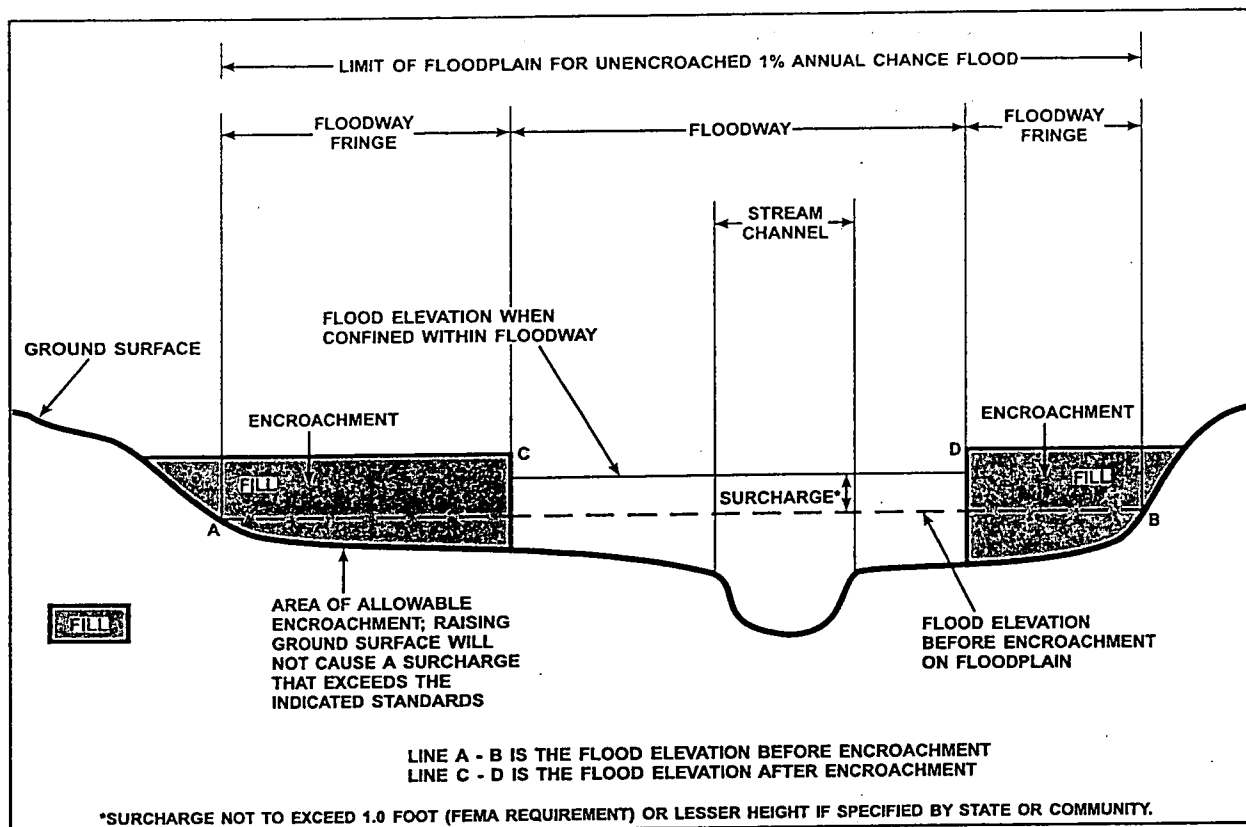 LIMIT OF FLOODPLAIN FOR UNENCROACHED 1% ANNUAL CHANCE FLOOD
FLOODWAY
FRINGE
FLOODWAY
FLOODWAY
FRINGE
STREAM
CHANNEL
FLOOD ELEVATION WHEN
CONFINED WITHIN FLOODWAY
GROUND SURFACE
ENCROACHMENT
ENCROACHMENT
C
D
FILL
FILL
SURCHARGE*
A
B
AREA OF ALLOWABLE
ENCROACHMENT; RAISING
GROUND SURFACE WILL
NOT CAUSE A SURCHARGE
THAT EXCEEDS THE
INDICATED STANDARDS
FILL
FLOOD ELEVATION
BEFORE ENCROACHMENT
ON FLOODPLAIN
LINE A - B IS THE FLOOD ELEVATION BEFORE ENCROACHMENT
LINE C - D IS THE FLOOD ELEVATION AFTER ENCROACHMENT
*SURCHARGE NOT TO EXCEED 1.0 FOOT (FEMA REQUIREMENT) OR LESSER HEIGHT IF SPECIFIED BY STATE OR COMMUNITY.